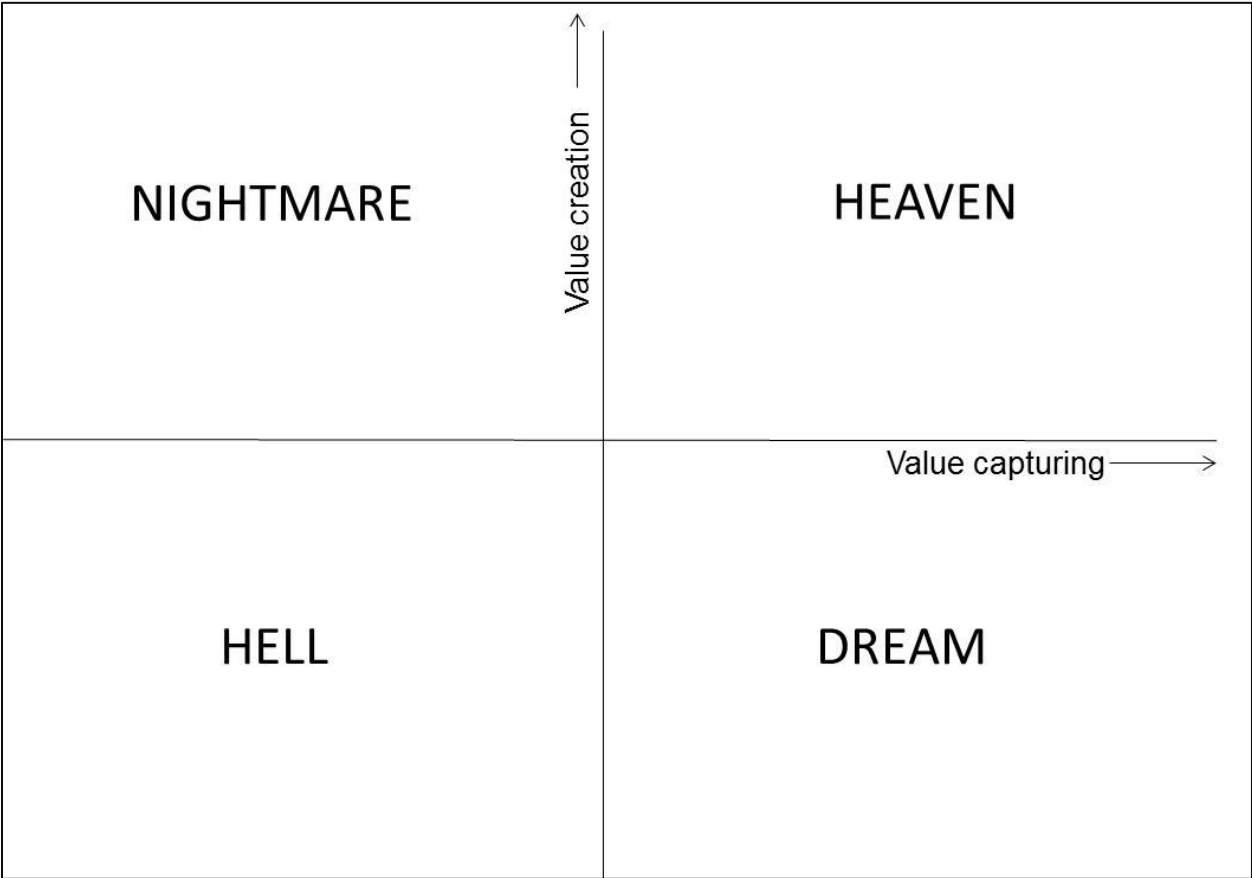 Value creation
NIGHTMARE
HEAVEN
Value capturing
HELL
DREAM